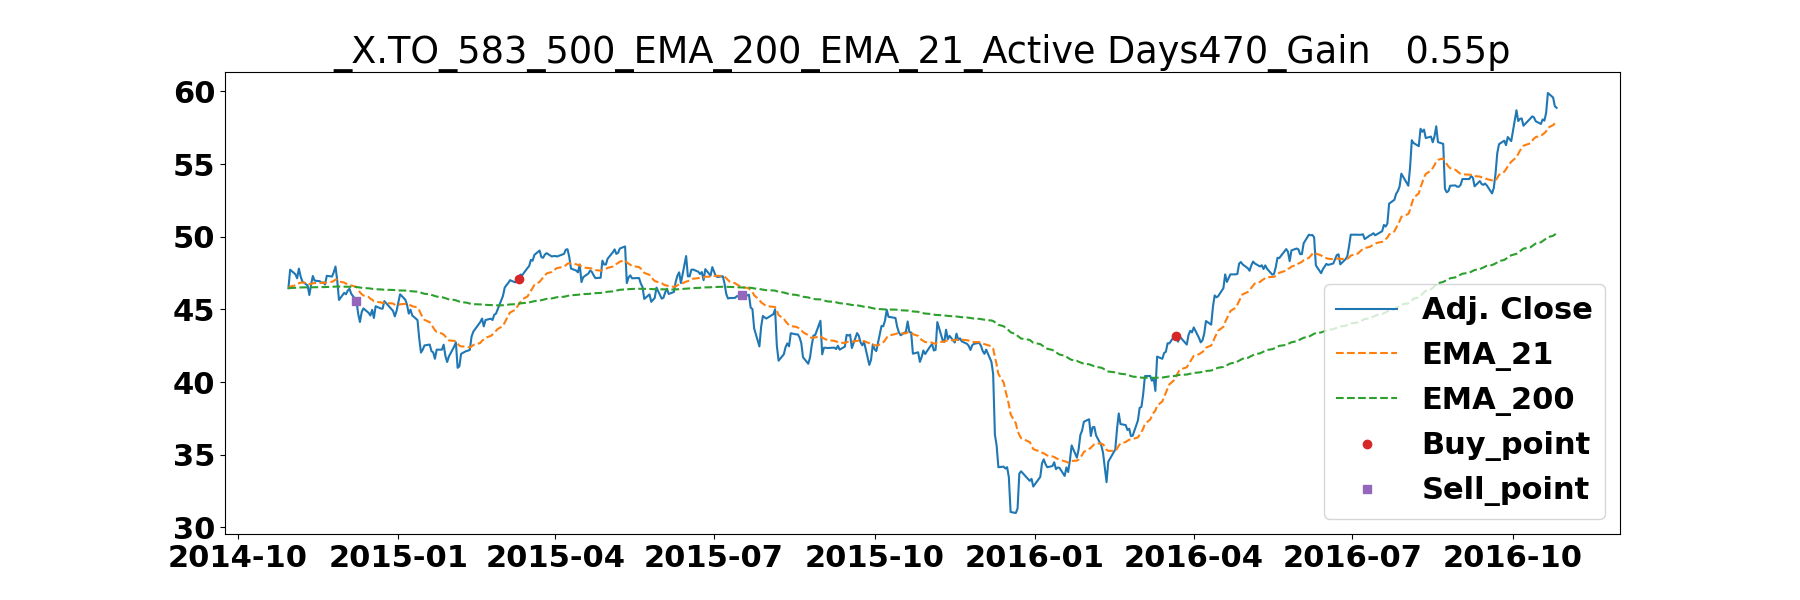 _X.TO_583_500_EMA_200_EMA_21_Active Days470_Gain   0.55p
60
55
50
45
40
35
30
2014-10 2015-01 2015-04 2015-07 2015-10 2016-01 2016-04 2016-07 2016-10
Adj. Close
EMA_21
EMA_200
Buy_point
Sell_point